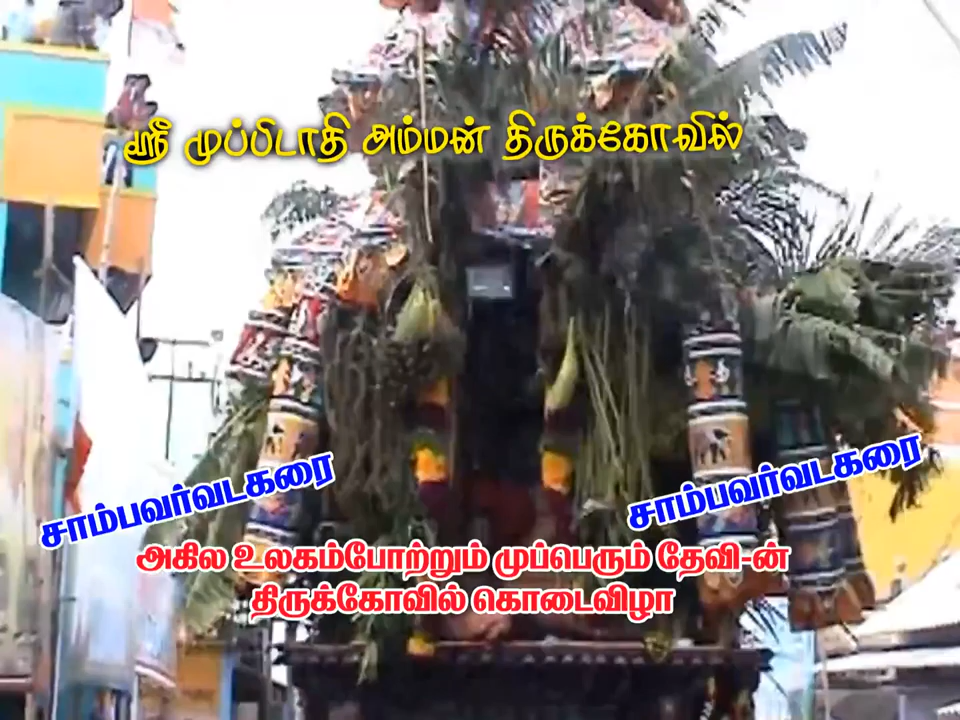 ஸ்ரீ முப்பிடாதி அம்மன் திருக்கோவில்
சாம்பவர்வடகரை
சாம்பவர்வடகரை
அகில உலகம்போற்றும் முப்பெரும் தேவி-ன்
திருக்கோவில் கொடைவிழா